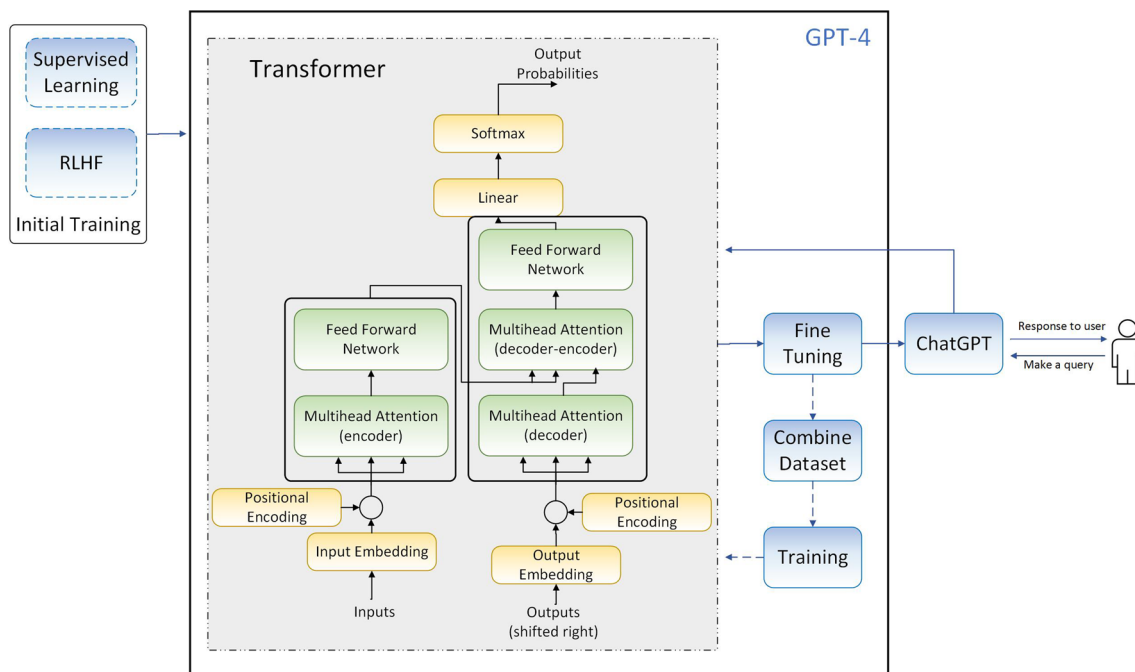 Supervised
Learning
RLHF
Initial Training
GPT-4
Transformer
Output
Probabilities
Softmax
Linear
Feed Forward
Network
Multihead Attention
(decoder-encoder)
Multihead Attention
(decoder)
Feed Forward
Network
Multihead Attention
(encoder)
Positional
Encoding
Input Embedding
Inputs
Positional
Encoding
Output
Embedding
Outputs
(shifted right)
Fine
Tuning
Combine
Dataset
Training
ChatGPT
Response to user
Make a query